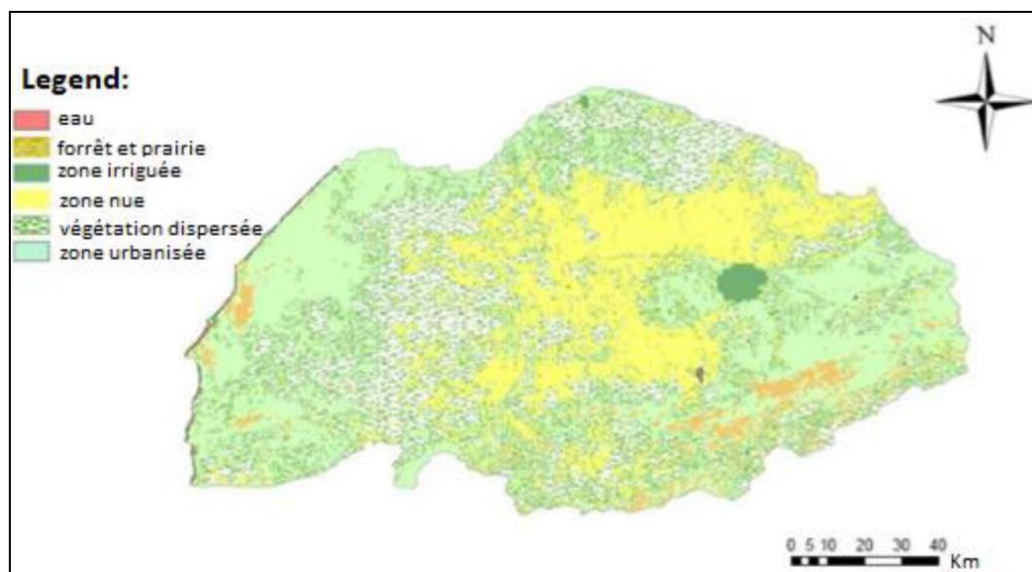 N
Legend:
eau
forrêt et prairie
zone irriguée
zone nue
végétation dispersée
zone urbanisée
0 5 10 20 30 40
Km